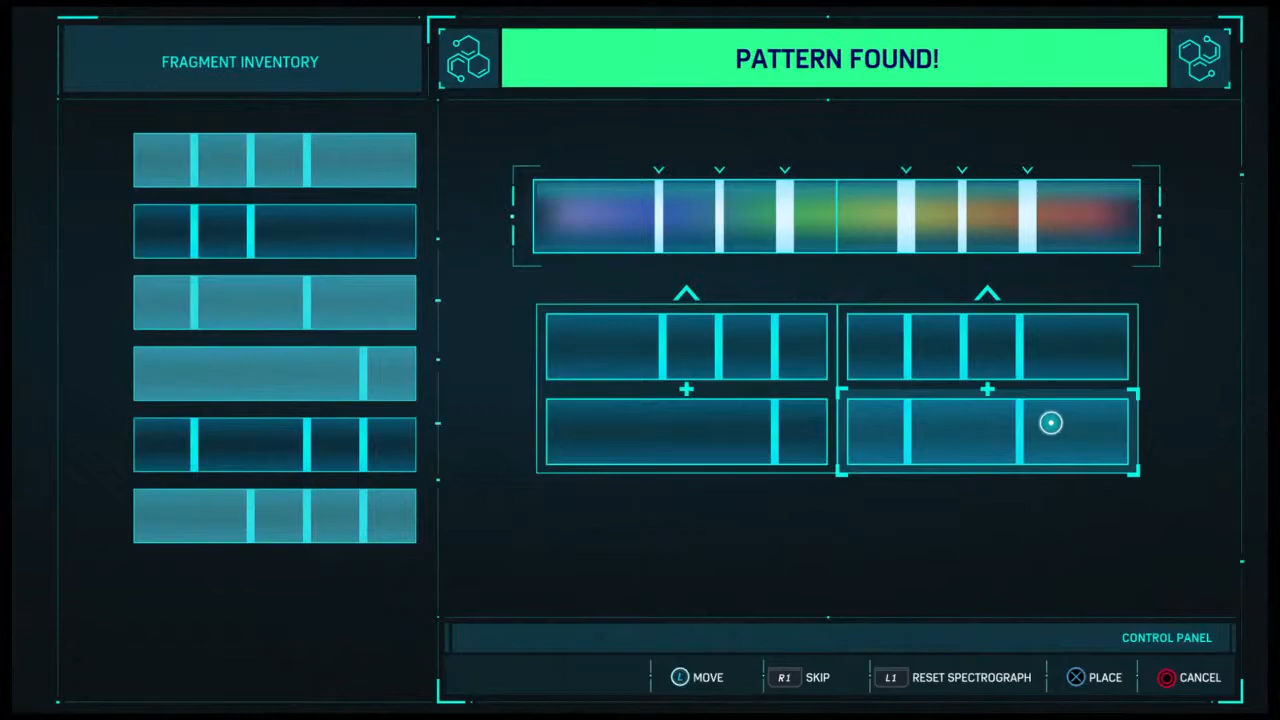 FRAGMENT INVENTORY
PATTERN FOUND!
CONTROL PANEL
L MOVE
R1 SKIP
L1 RESET SPECTROGRAPH
PLACE
CANCEL